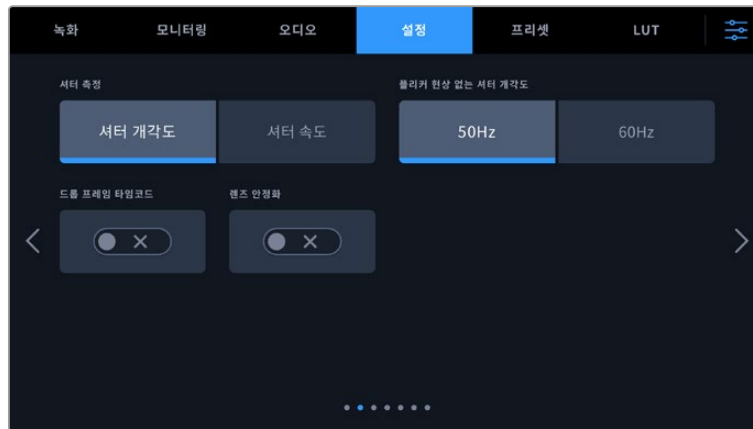 녹화 모니터링 오디오 설정 프리셋 LUT
셔터 측정 플리커 현상 없는 셔터 개각도
셔터 개각도 셔터 속도 50Hz 60Hz
드롭 프레임 타임코드 렌즈 안정화